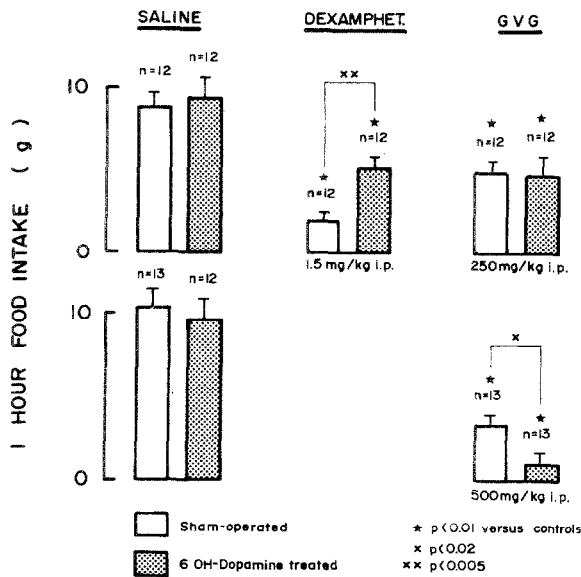 SALINE DEXAMPHET. GVG
1 HOUR FOOD INTAKE (g)
10
0
n=12 n=12
×× 
★ ★
n=12 n=12
1.5 mg/kg i.p.
★ ★
n=12 n=12
250mg/kg i.p.
10
0
n=13 n=12
×
★ ★
n=13 n=13
500mg/kg i.p.
Sham-operated
6 OH-Dopamine treated
★ p<0.01 versus controls
× p<0.02
×× p<0.005